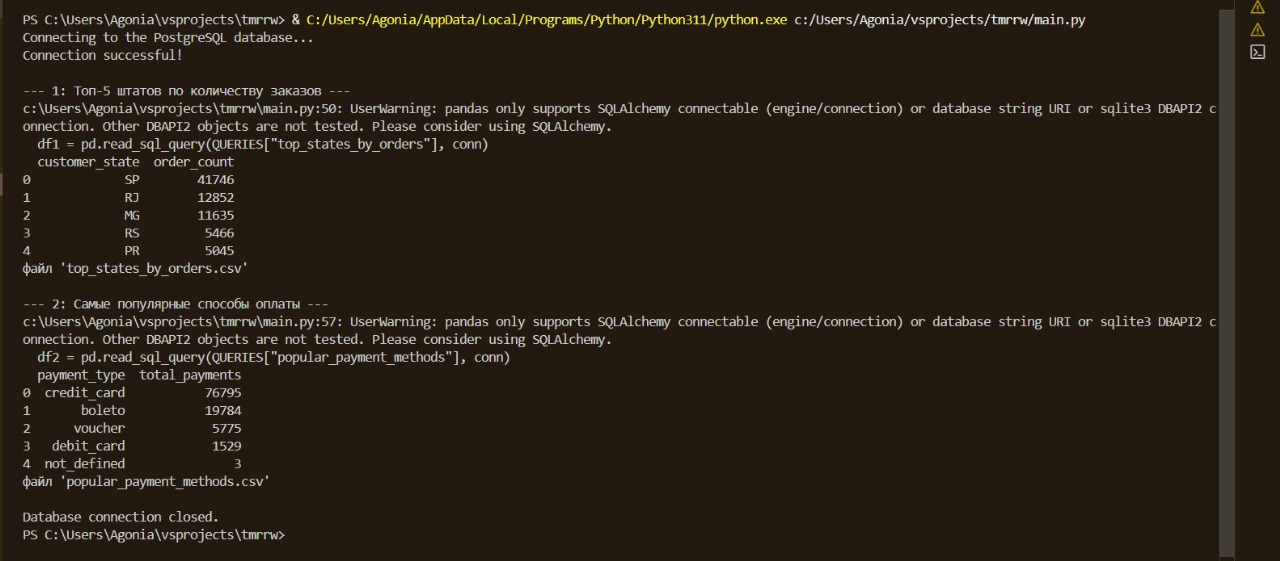 PS C:\Users\Agonia\vsprojects\tmrrw> & C:/Users/Agonia/AppData/Local/Programs/Python/Python311/python.exe c:/Users/Agonia/vsprojects/tmrrw/main.py
Connecting to the PostgreSQL database...
Connection successful!
--- 1: Топ-5 штатов по количеству заказов ---
c:\Users\Agonia\vsprojects\tmrrw\main.py:50: UserWarning: pandas only supports SQLAlchemy connectable (engine/connection) or database string URI or sqlite3 DBAPI2 c
onnection. Other DBAPI2 objects are not tested. Please consider using SQLAlchemy.
  df1 = pd.read_sql_query(QUERIES["top_states_by_orders"], conn)
  customer_state  order_count
0             SP        41746
1             RJ        12852
2             MG        11635
3             RS         5466
4             PR         5045
файл 'top_states_by_orders.csv'
--- 2: Самые популярные способы оплаты ---
c:\Users\Agonia\vsprojects\tmrrw\main.py:57: UserWarning: pandas only supports SQLAlchemy connectable (engine/connection) or database string URI or sqlite3 DBAPI2 c
onnection. Other DBAPI2 objects are not tested. Please consider using SQLAlchemy.
  df2 = pd.read_sql_query(QUERIES["popular_payment_methods"], conn)
  payment_type  total_payments
0  credit_card           76795
1       boleto           19784
2      voucher            5775
3   debit_card            1529
4  not_defined               3
файл 'popular_payment_methods.csv'
Database connection closed.
PS C:\Users\Agonia\vsprojects\tmrrw>